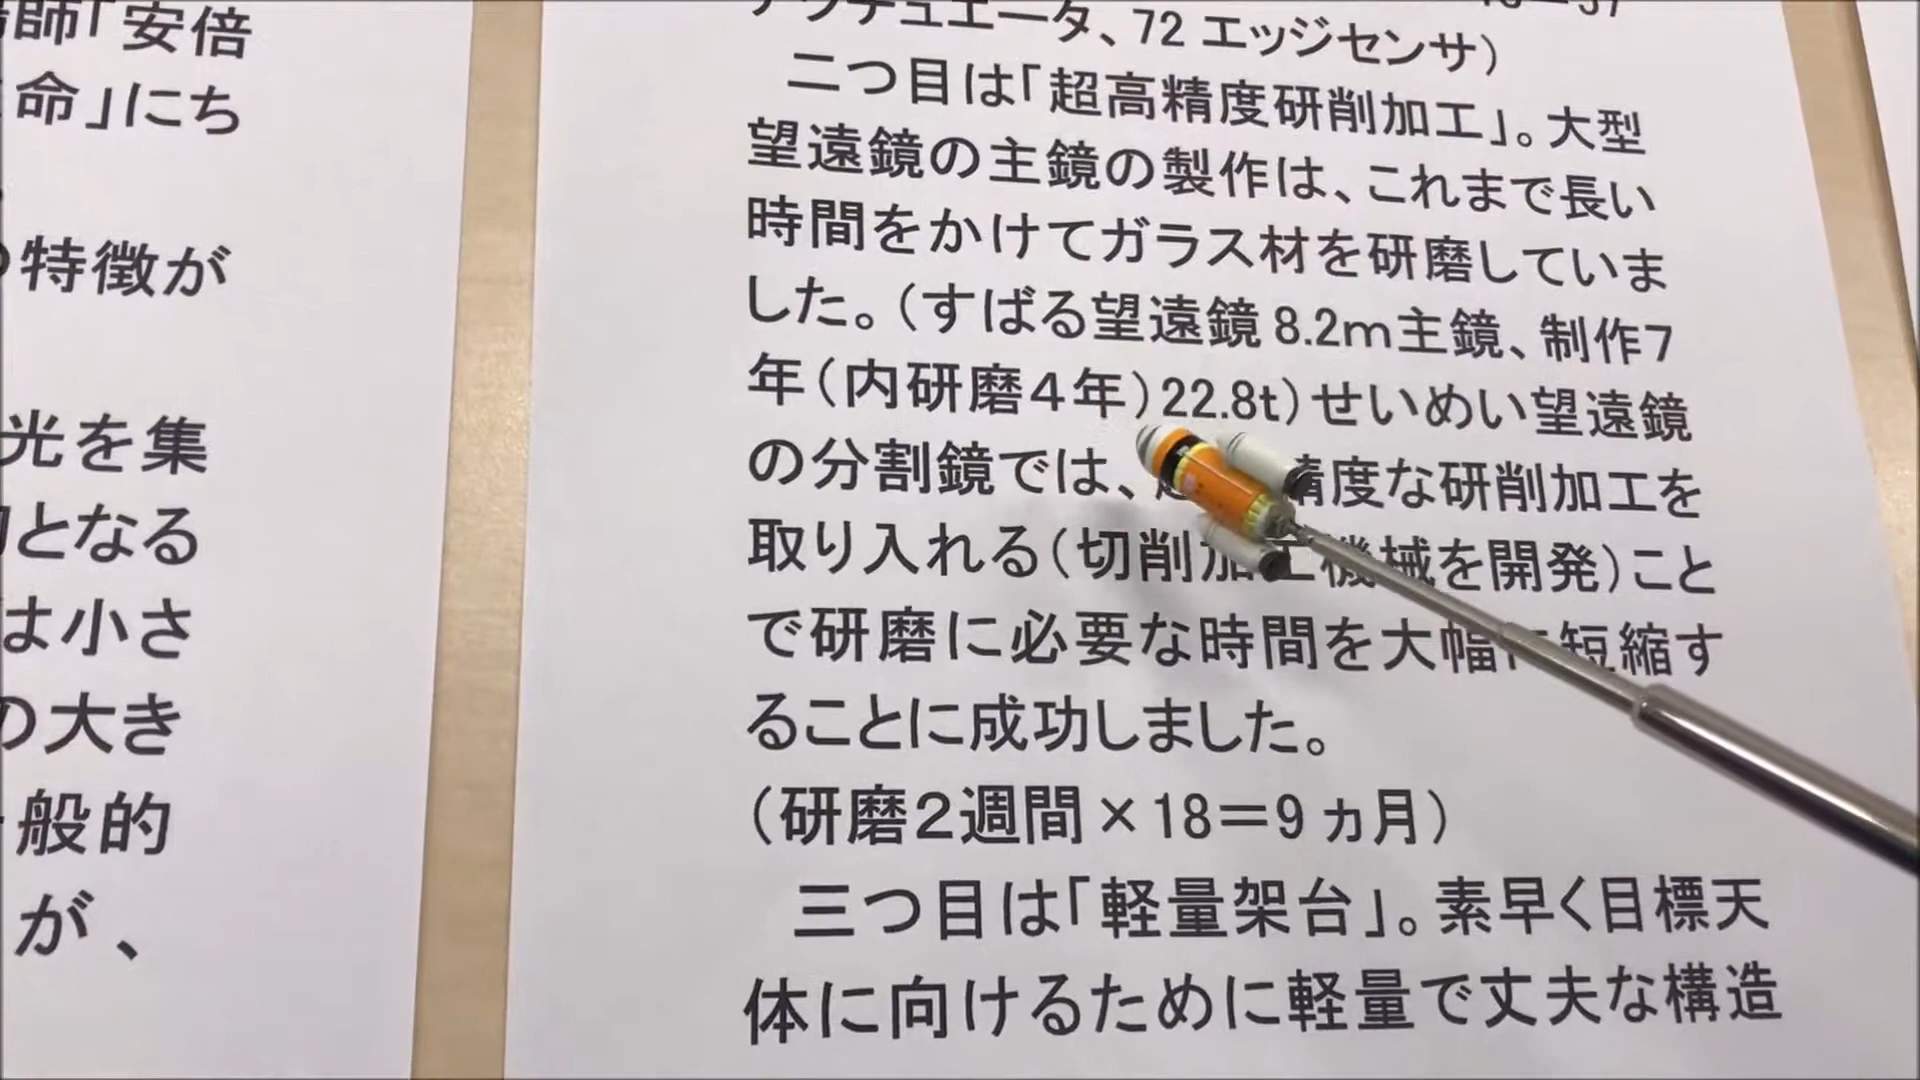 師「安倍
命」にち
の特徴が
光を集
となる
は小さ
の大き
般的
が、
クチュエータ、72 エッジセンサ)
二つ目は「超高精度研削加工」。大型
望遠鏡の主鏡の製作は、これまで長い
時間をかけてガラス材を研磨していま
した。(すばる望遠鏡 8.2m主鏡、制作7
年(内研磨4年)22.8t)せいめい望遠鏡
の分割鏡では、 精度な研削加工を
取り入れる(切削加工機械を開発)こと
で研磨に必要な時間を大幅に短縮す
ることに成功しました。
(研磨2週間×18=9ヵ月)
三つ目は「軽量架台」。素早く目標天
体に向けるために軽量で丈夫な構造